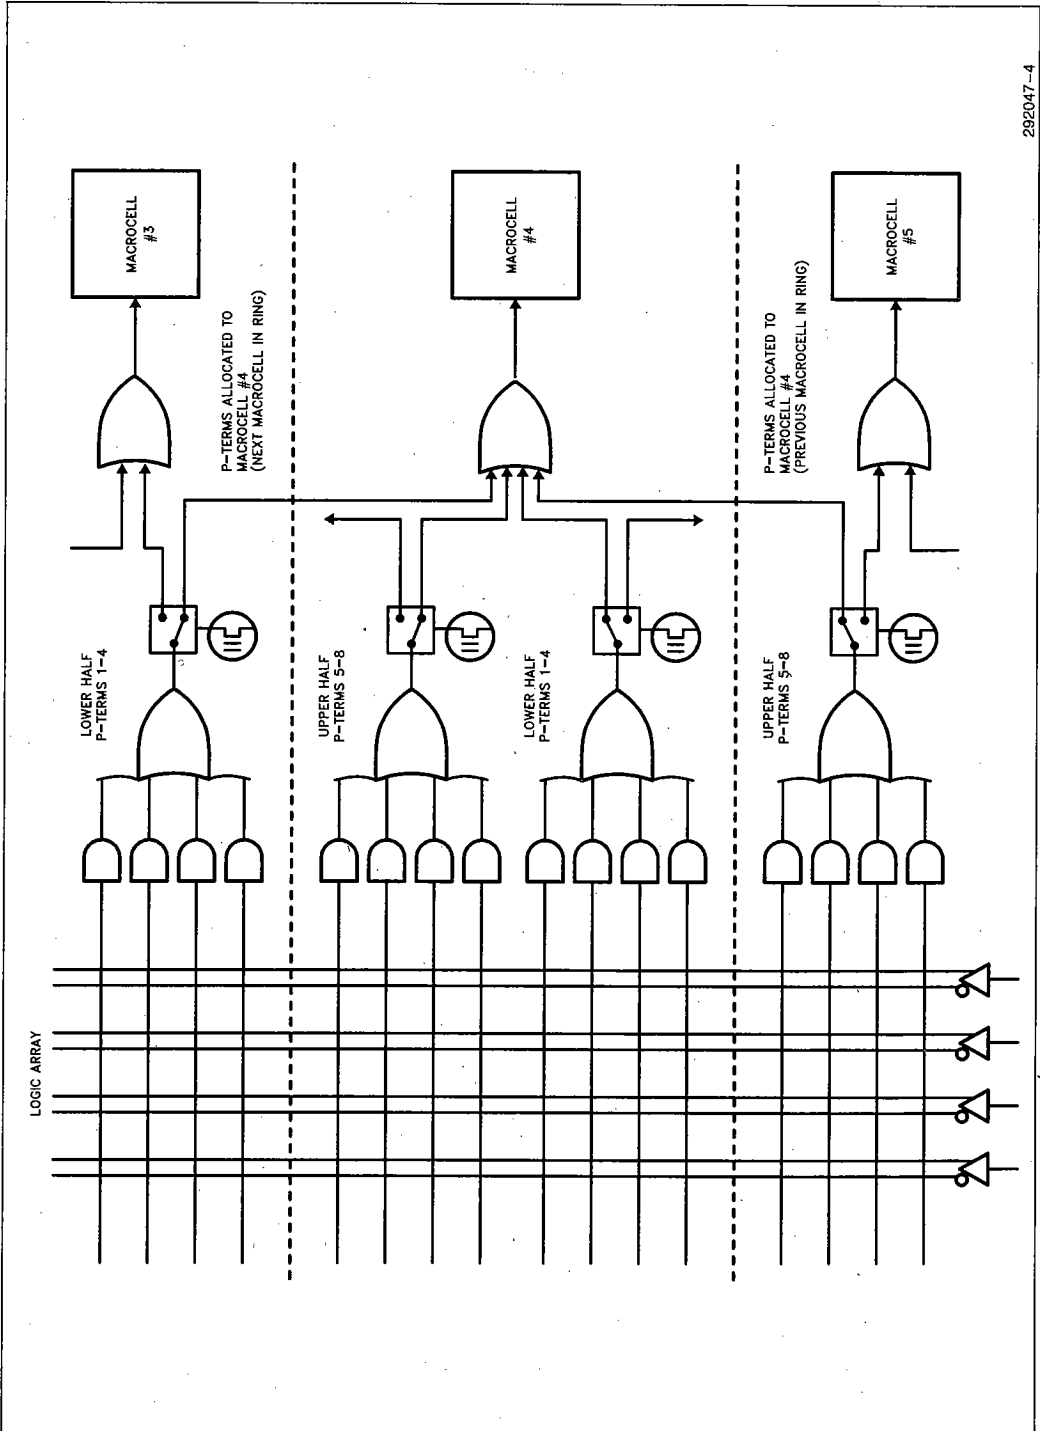 LOGIC ARRAY
LOWER HALF
P-TERMS 1-4
P-TERMS ALLOCATED TO
MACROCELL #4
(NEXT MACROCELL IN RING)
MACROCELL
#3
UPPER HALF
P-TERMS 5-8
LOWER HALF
P-TERMS 1-4
MACROCELL
#4
UPPER HALF
P-TERMS 5-8
P-TERMS ALLOCATED TO
MACROCELL #4
(PREVIOUS MACROCELL IN RING)
MACROCELL
#5
292047-4